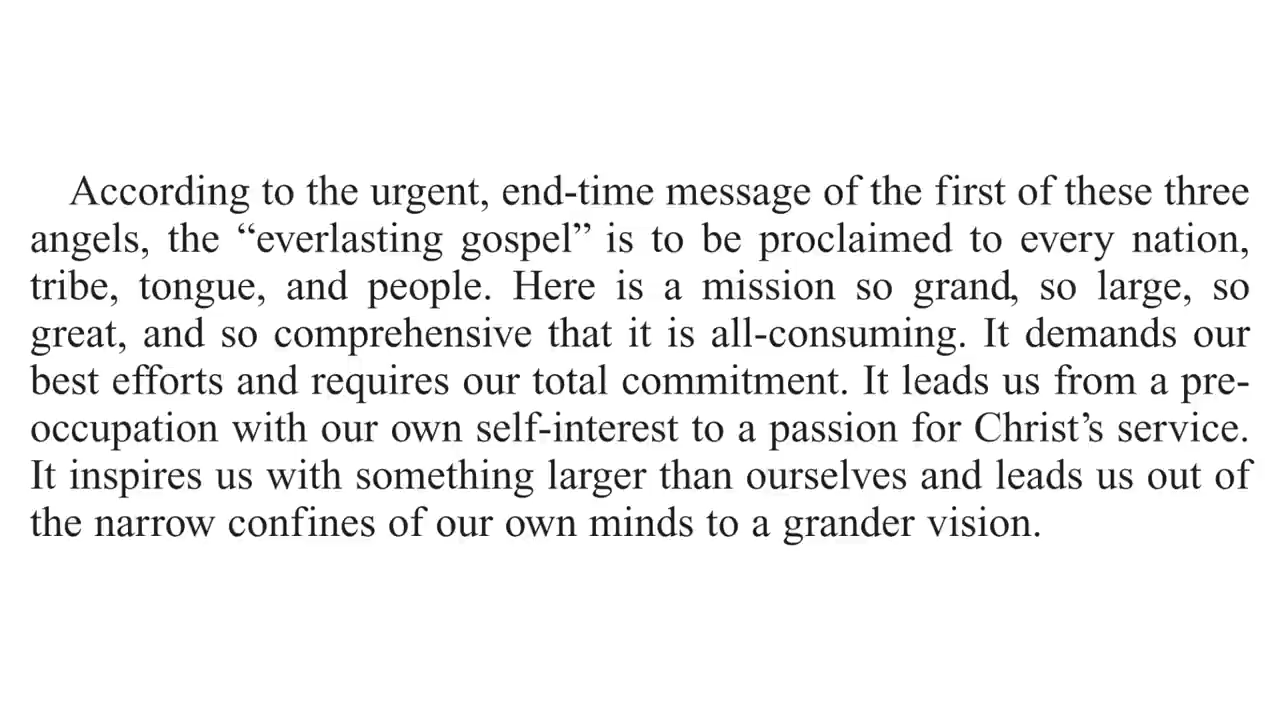 According to the urgent, end-time message of the first of these three
angels, the “everlasting gospel” is to be proclaimed to every nation,
tribe, tongue, and people. Here is a mission so grand, so large, so
great, and so comprehensive that it is all-consuming. It demands our
best efforts and requires our total commitment. It leads us from a pre-
occupation with our own self-interest to a passion for Christ’s service.
It inspires us with something larger than ourselves and leads us out of
the narrow confines of our own minds to a grander vision.